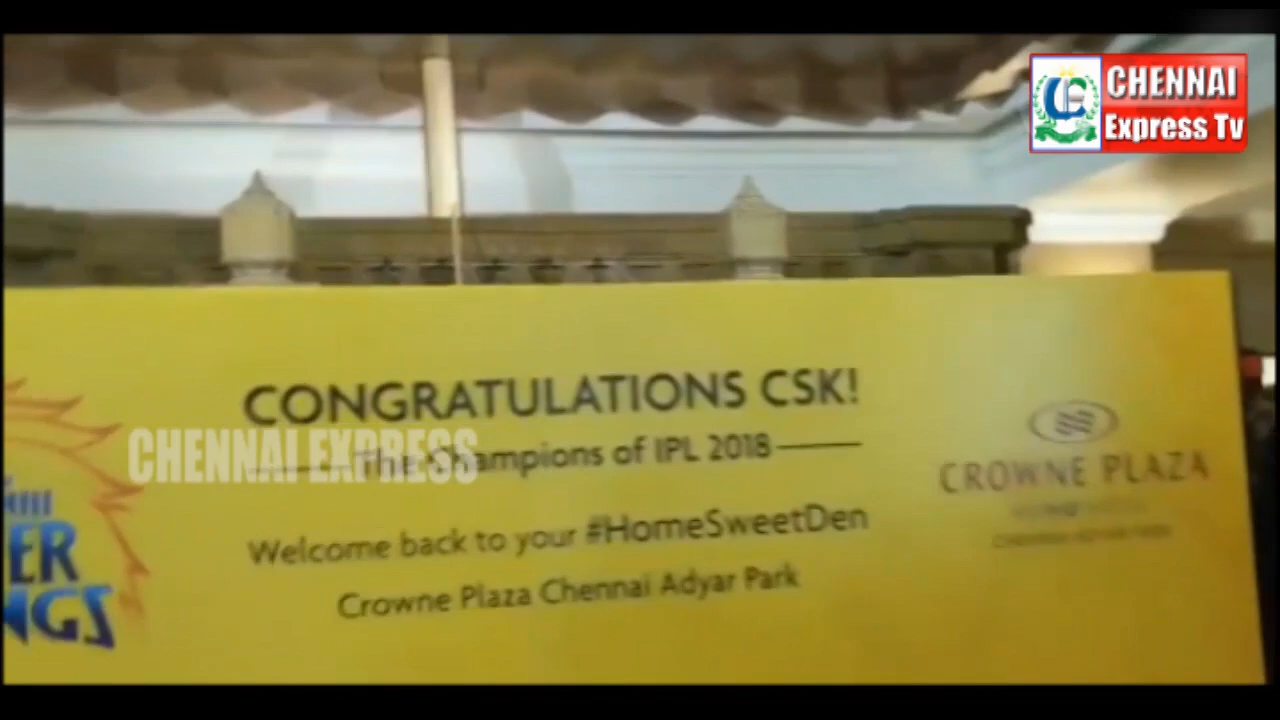 CHENNAI
Express Tv
CONGRATULATIONS CSK!
The Champions of IPL 2018
CHENNAI EXPRESS
Welcome back to your #HomeSweetDen
Crowne Plaza Chennai Adyar Park
CROWNE PLAZA